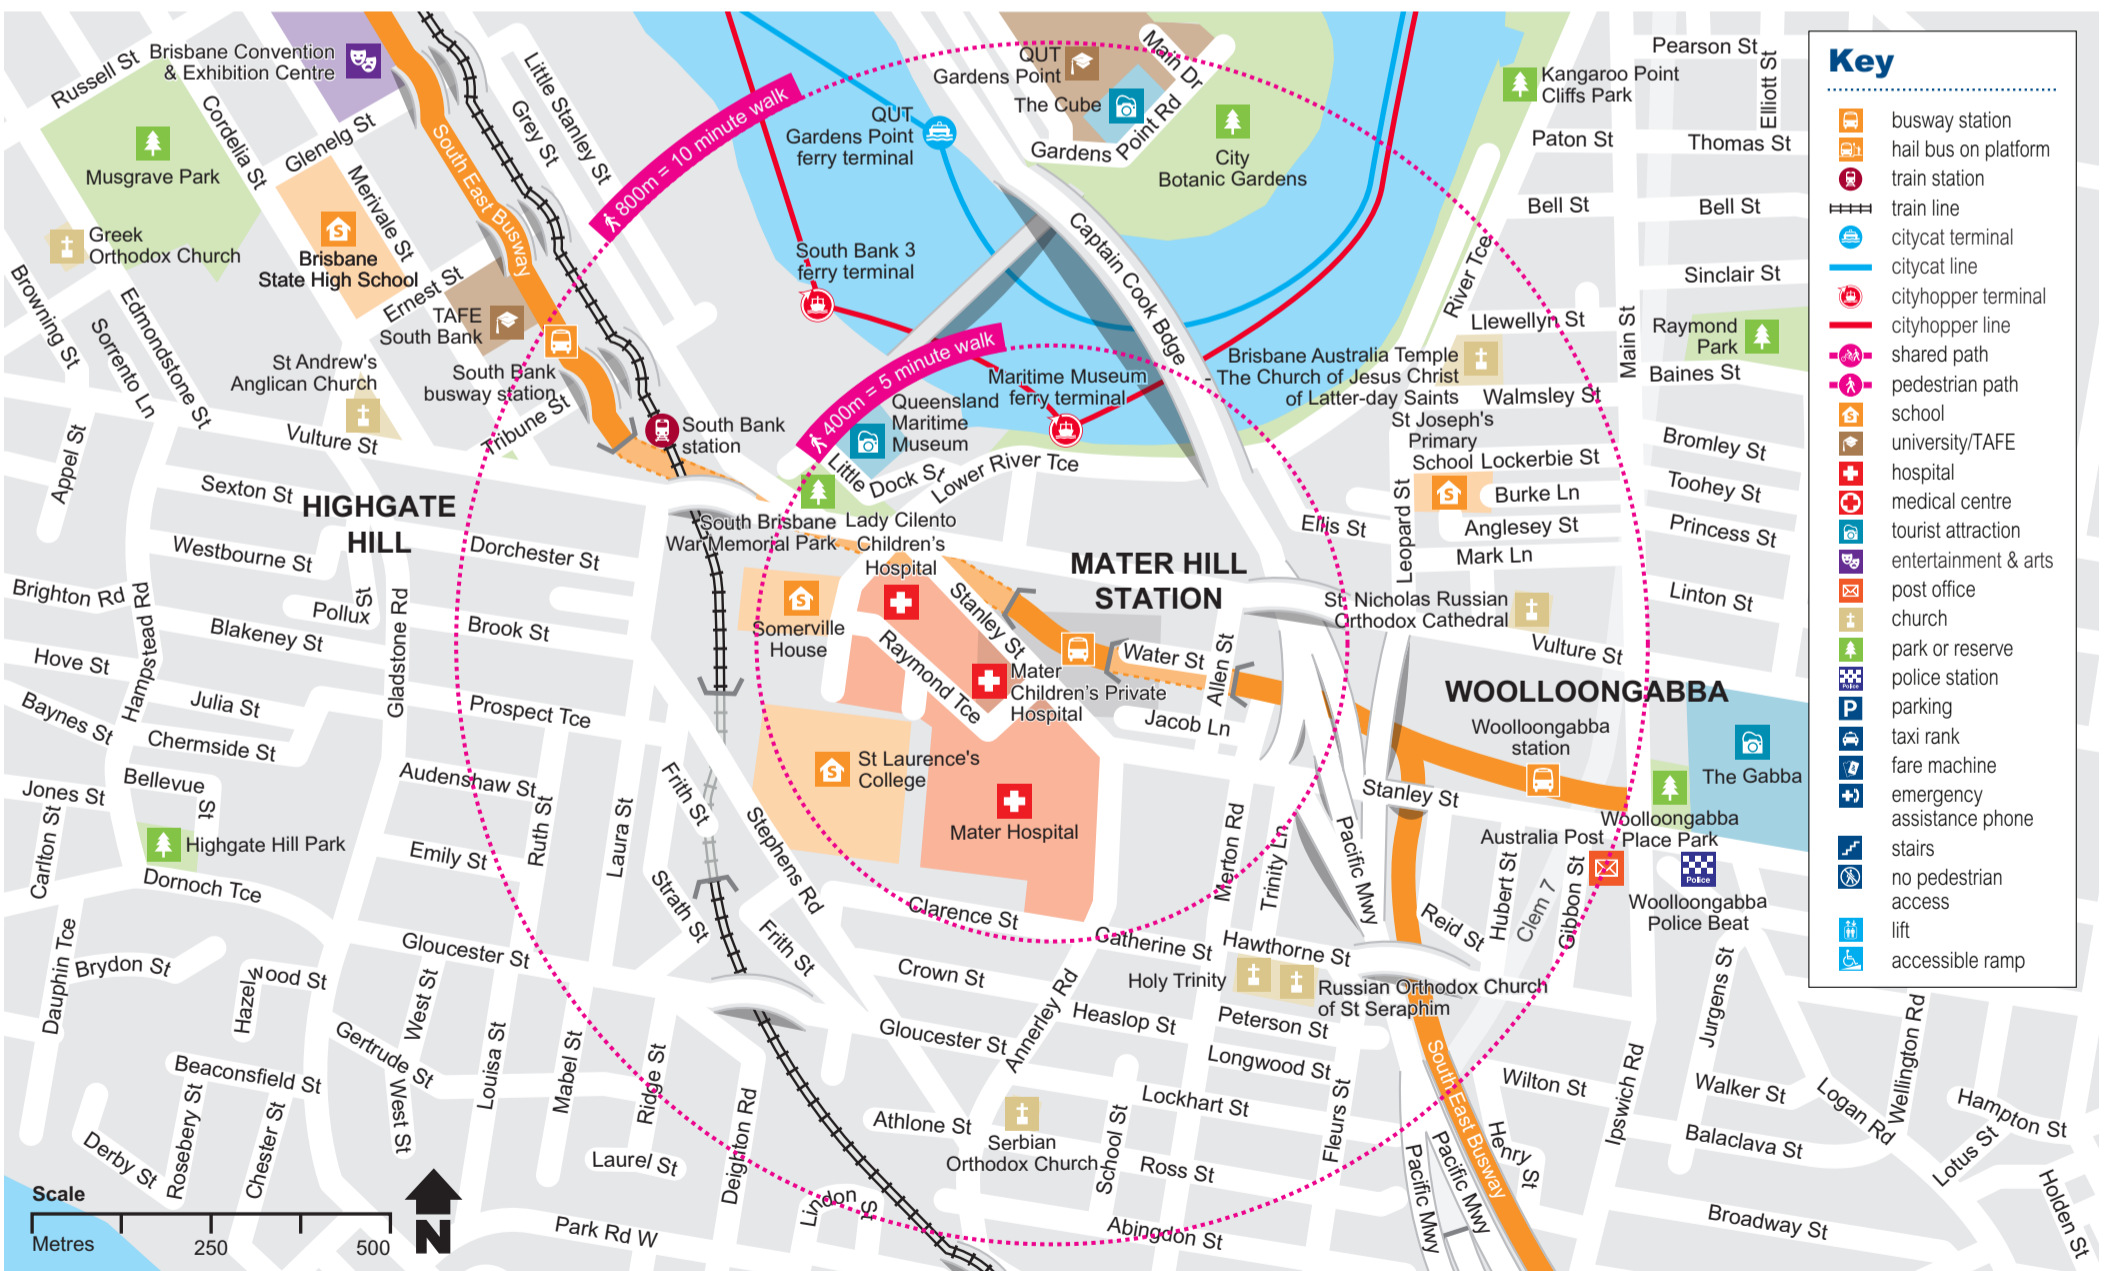 Russell St
Brisbane Convention
& Exhibition Centre
Musgrave Park
Greek
Orthodox Church
Cordelia St
Glenelg St
Merivale St
Brisbane
State High School
Ernest St
TAFE
South Bank
South East Busway
Grey St
Little Stanley St
800m = 10 minute walk
QUT
Gardens Point
ferry terminal
South Bank 3
ferry terminal
QUT
Gardens Point
The Cube
Main Dr
Gardens Point Rd
City
Botanic Gardens
Captain Cook Bdge
Kangaroo Point
Cliffs Park
Pearson St
Elliott St
Paton St
Thomas St
Bell St
Bell St
River Tce
Sinclair St
Llewellyn St
Main St
Raymond
Park
Baines St
Browning St
Sorrento Ln
Edmondstone St
St Andrew's
Anglican Church
South Bank
busway station
Tribune St
Vulture St
South Bank
station
400m = 5 minute walk
Queensland
Maritime
Museum
Maritime Museum
ferry terminal
Brisbane Australia Temple
- The Church of Jesus Christ
of Latter-day Saints
Walmsley St
St Joseph's
Primary
School
Lockerbie St
Burke Ln
Anglesey St
Mark Ln
Leopard St
Ellis St
Bromley St
Toohey St
Princess St
Linton St
Appel St
Sexton St
HIGHGATE
HILL
Westbourne St
Dorchester St
Little Dock St
Lower River Tce
South Brisbane
War Memorial Park
Lady Cilento
Children's
Hospital
MATER HILL
STATION
Brighton Rd
Hampstead Rd
Pollux St
Gladstone Rd
Blakeney St
Brook St
Somerville
House
Stanley St
Raymond Tce
Mater
Children's Private
Hospital
Water St
Allen St
Jacob Ln
St Nicholas Russian
Orthodox Cathedral
Vulture St
WOOLLOONGABBA
Woolloongabba
station
The Gabba
Hove St
Baynes St
Julia St
Chermside St
Prospect Tce
Bellevue St
Jones St
Carlton St
Highgate Hill Park
Dornoch Tce
Audenshaw St
Emily St
Ruth St
Laura St
Frith St
Strath St
Stephens Rd
St Laurence's
College
Mater Hospital
Clarence St
Merton Rd
Trinity Ln
Pacific Mwy
Stanley St
Australia Post
Woolloongabba
Place Park
Woolloongabba
Police Beat
Police
Hubert St
Clem 7
Gibbon St
Reid St
Frith St
Gloucester St
Crown St
Catherine St
Hawthorne St
Holy Trinity
Russian Orthodox Church
of St Seraphim
Dauphin Tce
Brydon St
Hazelwood St
West St
Gertrude St
Beaconsfield St
West St
Louisa St
Mabel St
Ridge St
Gloucester St
Annerley Rd
Heaslop St
Peterson St
Longwood St
Lockhart St
Fleurs St
South East Busway
Wilton St
Ipswich Rd
Jurgens St
Walker St
Wellington Rd
Logan Rd
Hampton St
Lotus St
Holden St
Balaclava St
Broadway St
Henry St
Pacific Mwy
Pacific Mwy
Derby St
Rosebery St
Chester St
Laurel St
Deighton Rd
Athlone St
Serbian
Orthodox Church
School St
Ross St
Abingdon St
Lindon St
Park Rd W
Scale
Metres
250
500
N
Key
busway station
hail bus on platform
train station
train line
citycat terminal
citycat line
cityhopper terminal
cityhopper line
shared path
pedestrian path
school
university/TAFE
hospital
medical centre
tourist attraction
entertainment & arts
post office
church
park or reserve
Police
police station
P
parking
taxi rank
fare machine
emergency
assistance phone
stairs
no pedestrian
access
lift
accessible ramp